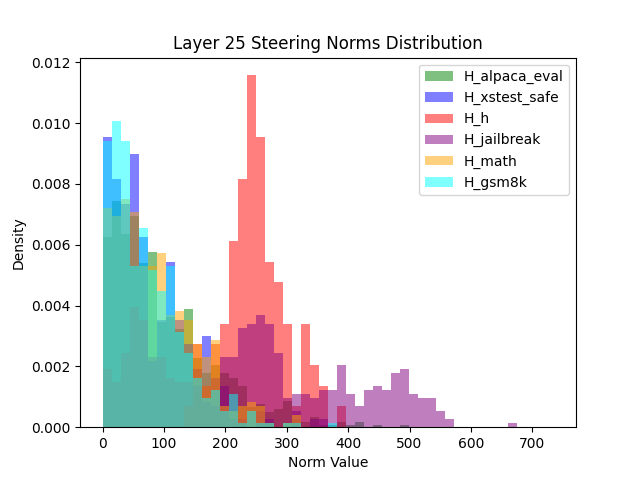 Layer 25 Steering Norms Distribution
0.012
0.010
0.008
0.006
0.004
0.002
0.000
Density
H_alpaca_eval
H_xstest_safe
H_h
H_jailbreak
H_math
H_gsm8k
0 100 200 300 400 500 600 700
Norm Value